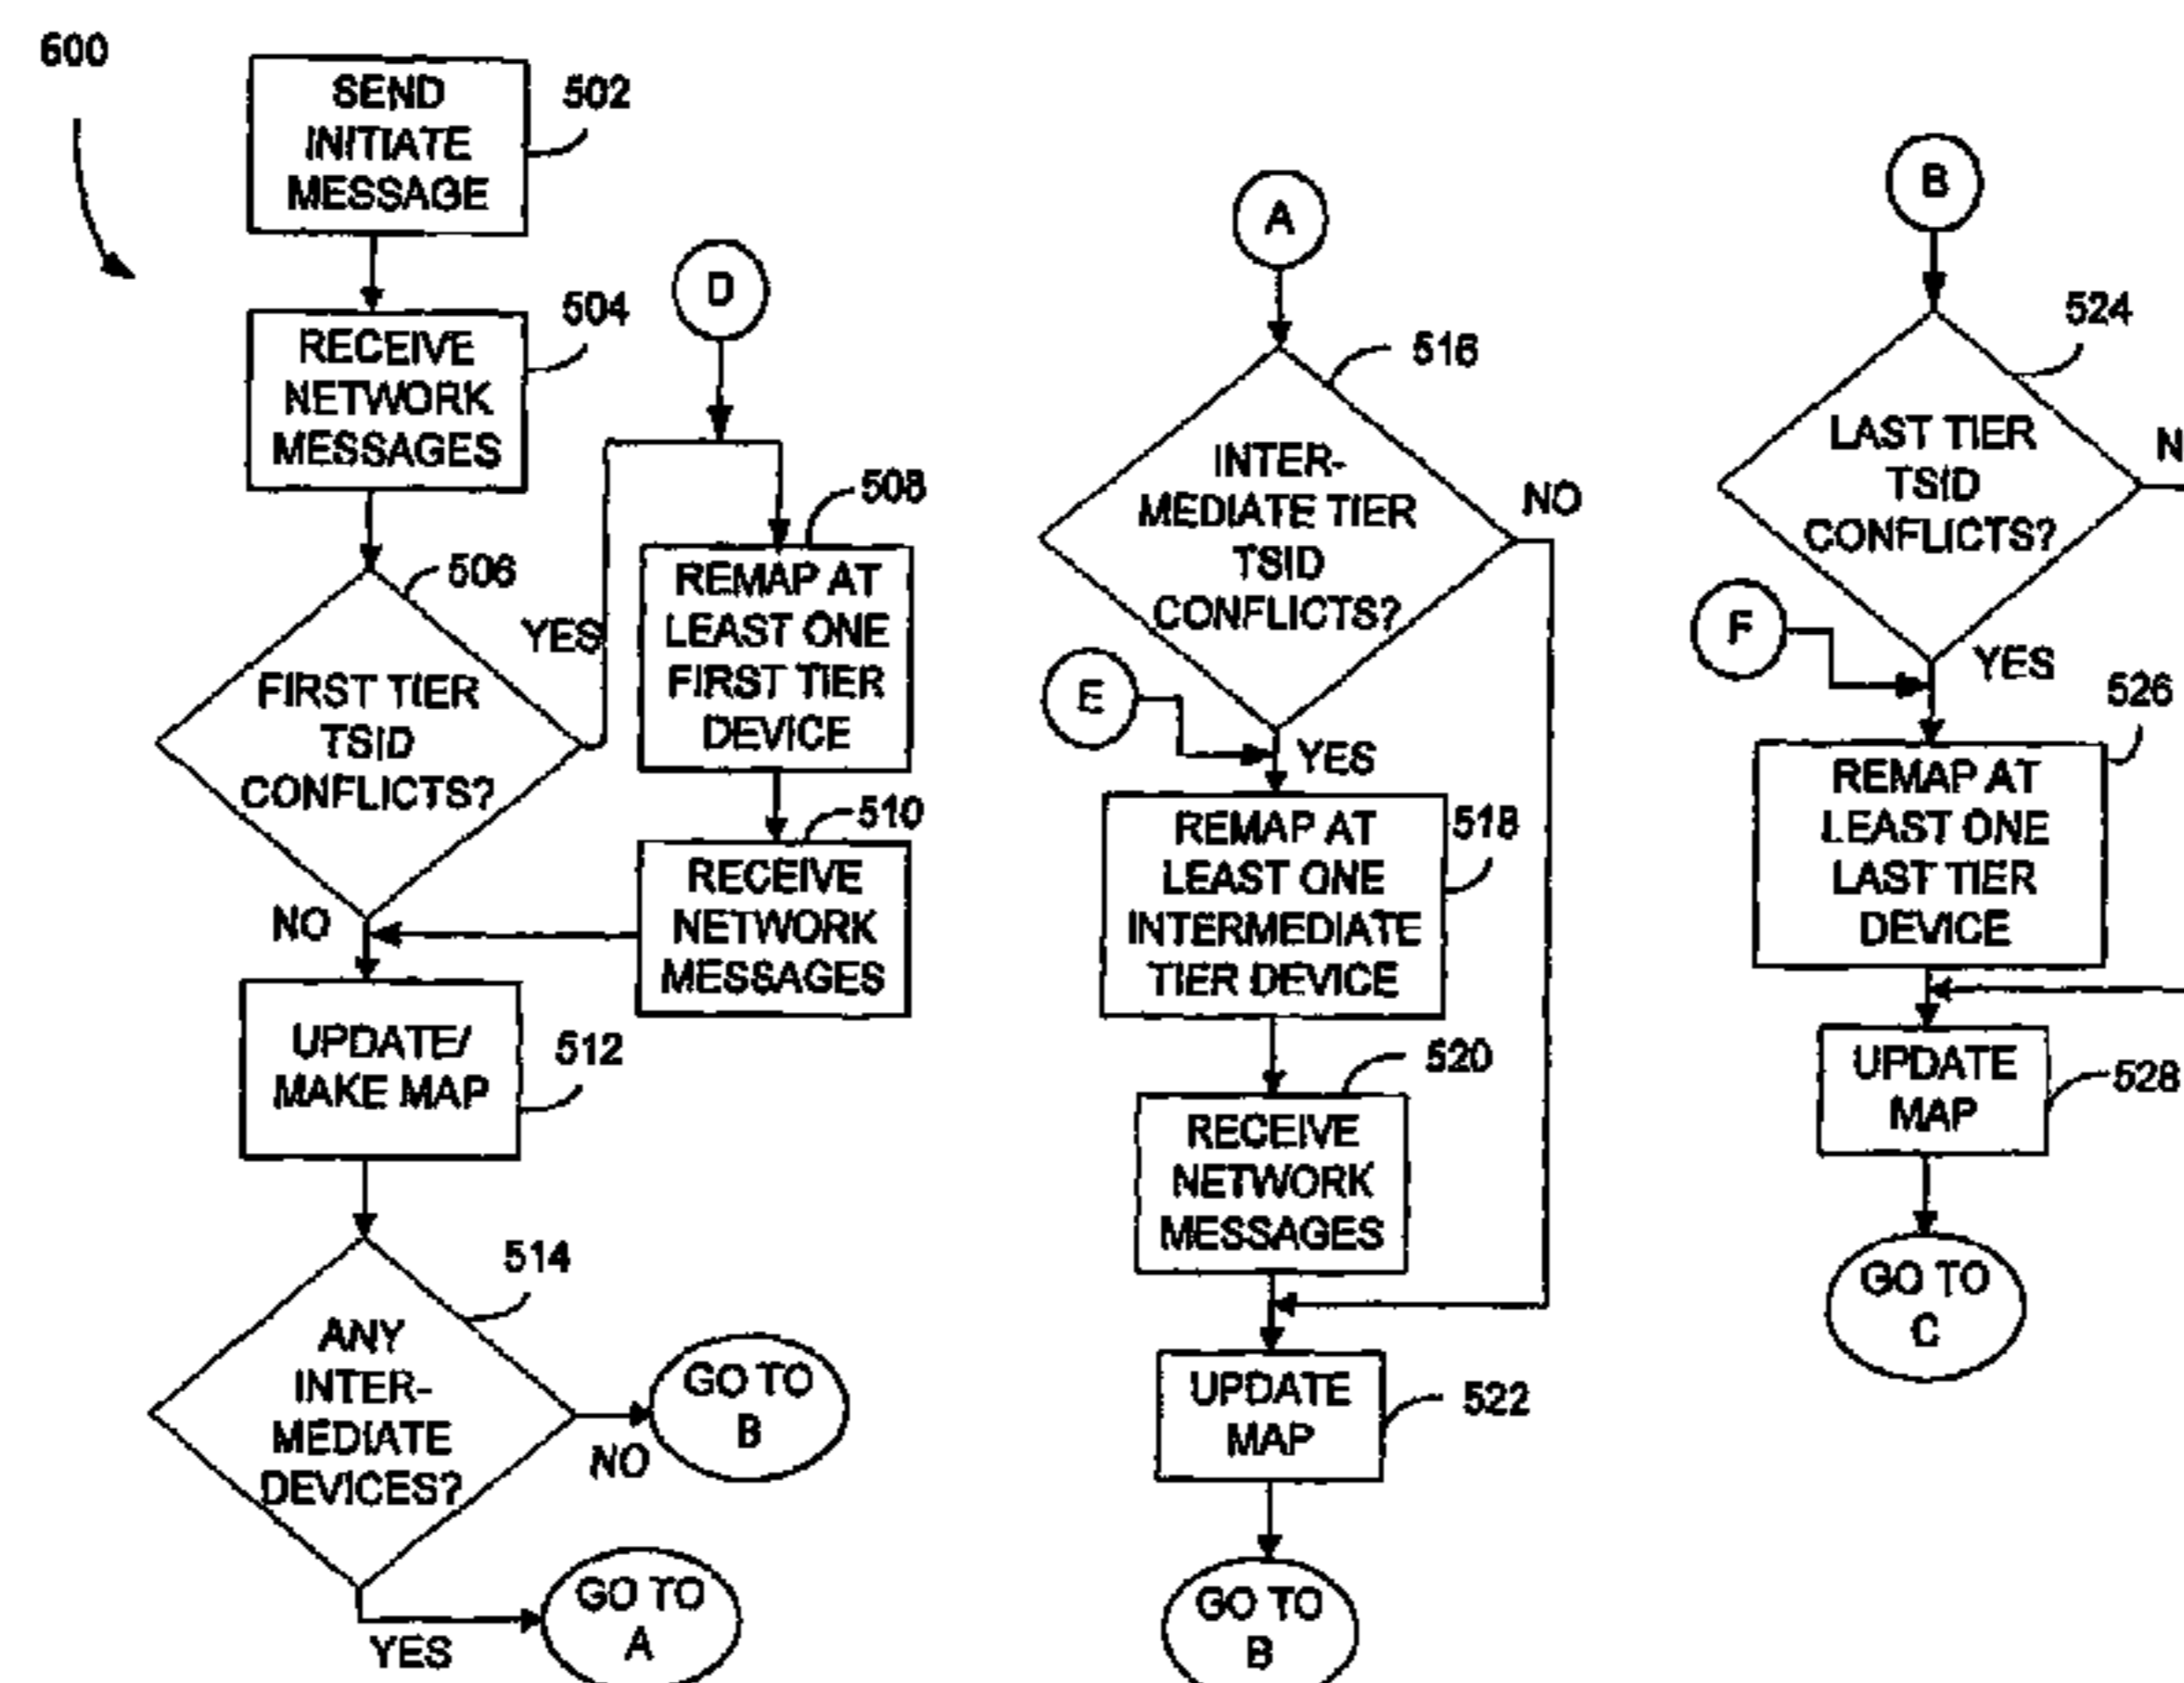 600
SEND
INITIATE
MESSAGE
502
RECEIVE
NETWORK
MESSAGES
504
D
FIRST TIER
TSID
CONFLICTS?
506
YES
NO
REMAP AT
LEAST ONE
FIRST TIER
DEVICE
508
RECEIVE
NETWORK
MESSAGES
510
UPDATE/
MAKE MAP
512
ANY
INTER-
MEDIATE
DEVICES?
514
NO
GO TO
B
YES
GO TO
A
A
INTER-
MEDIATE TIER
TSID
CONFLICTS?
516
NO
E
YES
REMAP AT
LEAST ONE
INTERMEDIATE
TIER DEVICE
518
RECEIVE
NETWORK
MESSAGES
520
UPDATE
MAP
522
GO TO
B
B
LAST TIER
TSID
CONFLICTS?
524
F
YES
REMAP AT
LEAST ONE
LAST TIER
DEVICE
526
UPDATE
MAP
528
GO TO
C